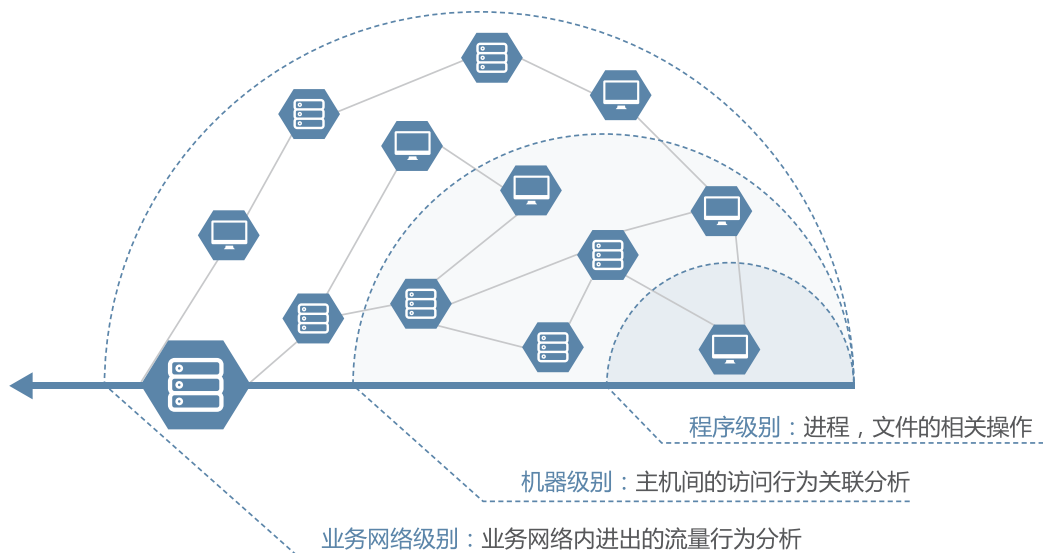 程序级别：进程，文件的相关操作
机器级别：主机间的访问行为关联分析
业务网络级别：业务网络内进出的流量行为分析